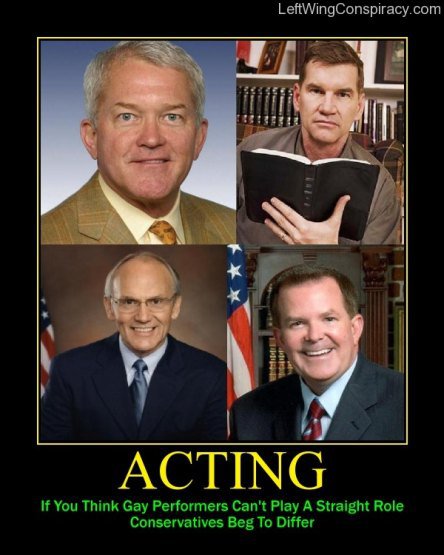 LeftWingConspiracy.com
ACTING
If You Think Gay Performers Can't Play A Straight Role
Conservatives Beg To Differ